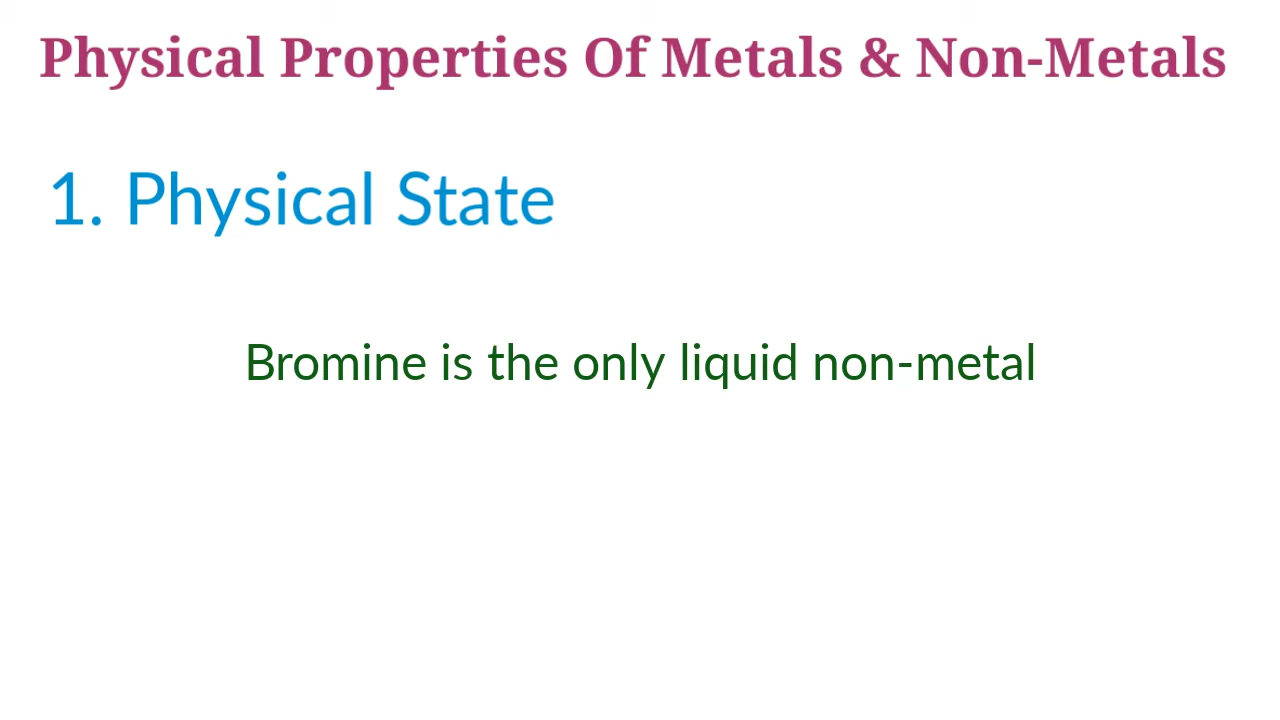 Physical Properties Of Metals & Non-Metals
1. Physical State
Bromine is the only liquid non-metal